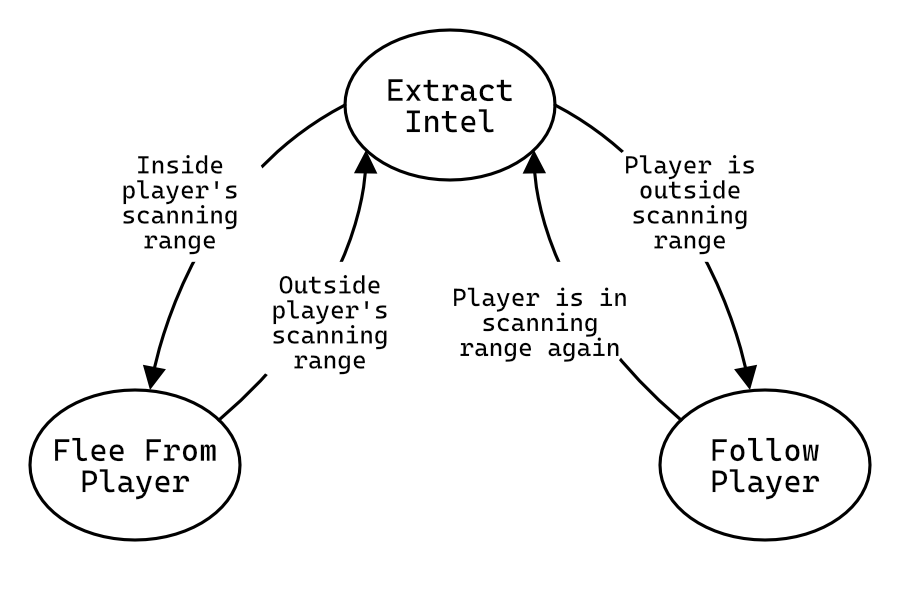 Extract
Intel
Inside
player's
scanning
range
Player is
outside
scanning
range
Outside
player's
scanning
range
Player is in
scanning
range again
Flee From
Player
Follow
Player